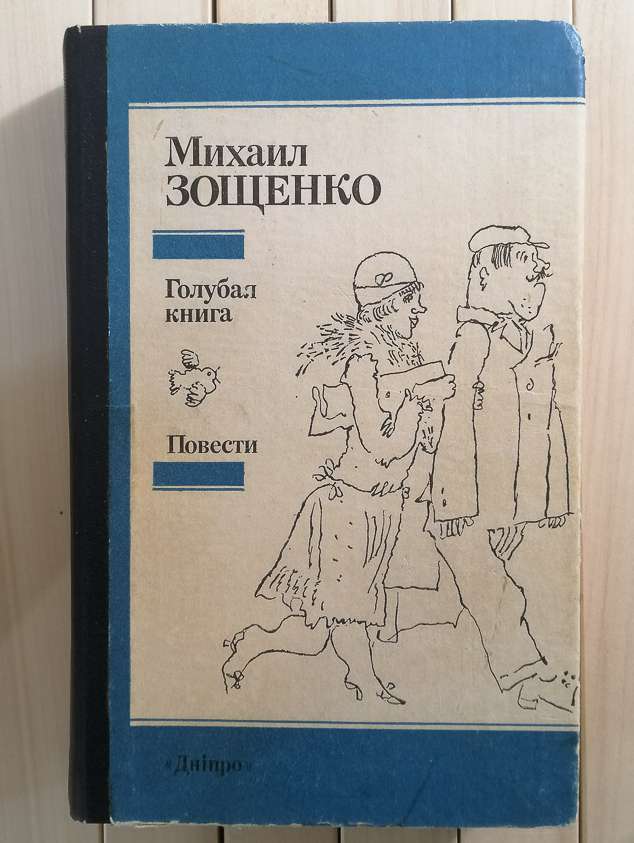 Михаил
ЗОЩЕНКО
Голубая
книга
Повести
«Дніпро»